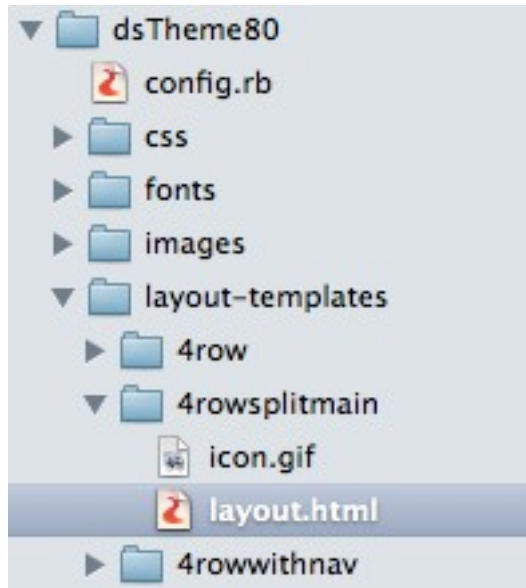 dsTheme80
config.rb
css
fonts
images
layout-templates
4row
4rowsplitmain
icon.gif
layout.html
4rowwithnav